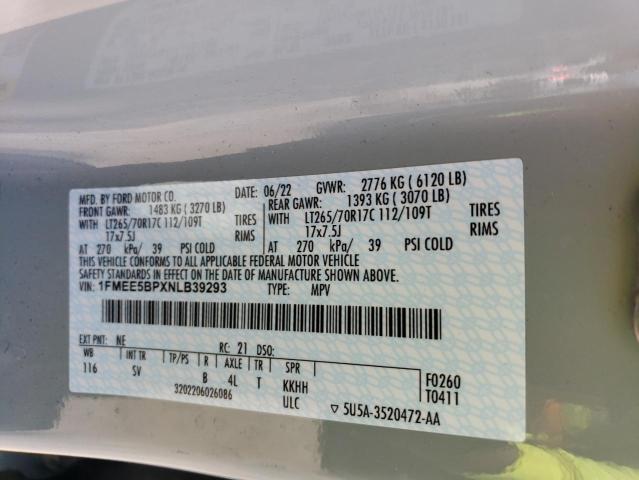 MFD. BY FORD MOTOR CO.
DATE: 06/22 GVWR: 2776 KG ( 6120 LB)
FRONT GAWR: 1483 KG ( 3270 LB) REAR GAWR: 1393 KG ( 3070 LB)
WITH LT265/70R17C 112/109T TIRES WITH LT265/70R17C 112/109T TIRES
17x7.5J RIMS 17x7.5J RIMS
AT 270 kPa/ 39 PSI COLD AT 270 kPa/ 39 PSI COLD
THIS VEHICLE CONFORMS TO ALL APPLICABLE FEDERAL MOTOR VEHICLE
SAFETY AND THEFT PREVENTION STANDARDS IN EFFECT ON THE DATE OF MANUFACTURE SHOWN ABOVE.
VIN: 1FMEE5BPXNLB39293 TYPE: MPV
EXT PNT: NE RC: 21 DSO:
WB INT TR TP/PS R AXLE TR SPR
116 SV B 4L T KKHH
F0260
3202206026086 ULC T0411
▽ 5U5A-3520472-AA